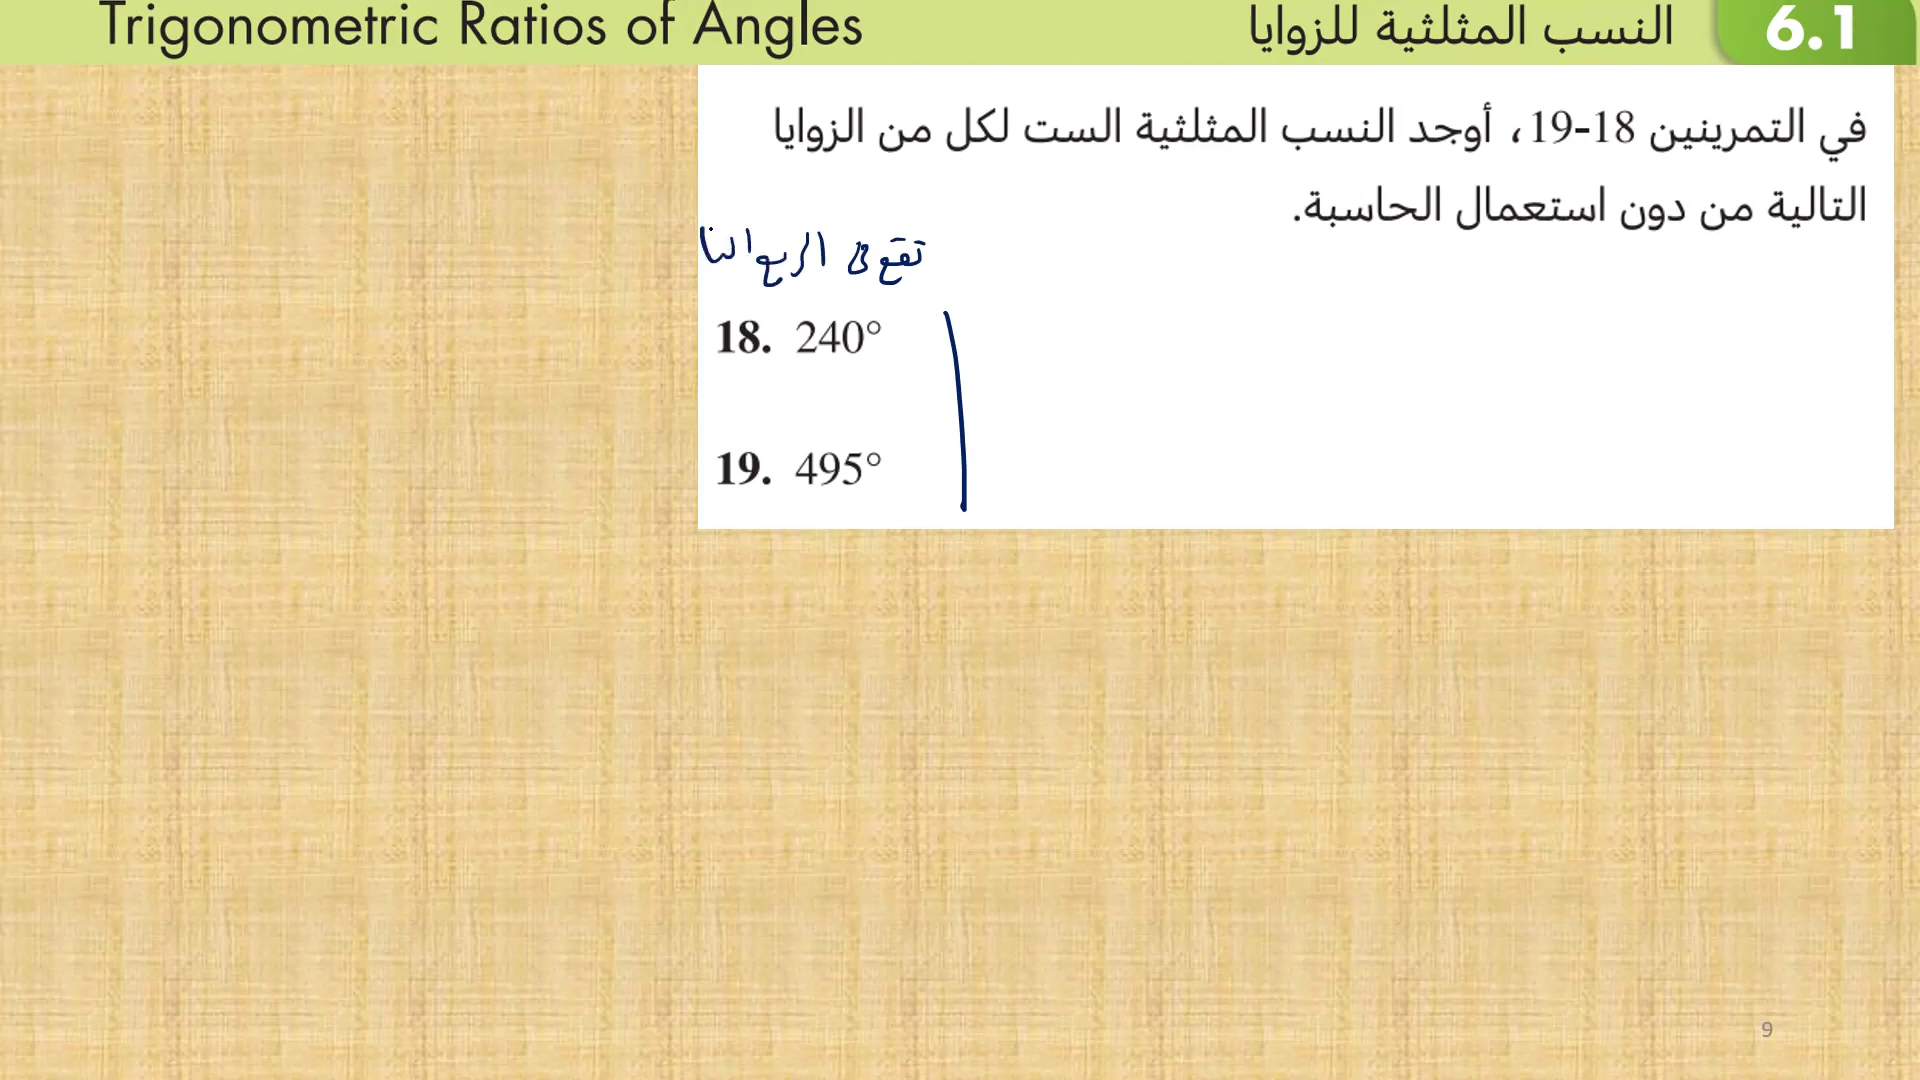 Trigonometric Ratios of Angles
النسب المثلثية للزوايا 6.1
في التمرينين 18-19، أوجد النسب المثلثية الست لكل من الزوايا
التالية من دون استعمال الحاسبة.
تقع في الربع
18. 240°
19. 495°
9